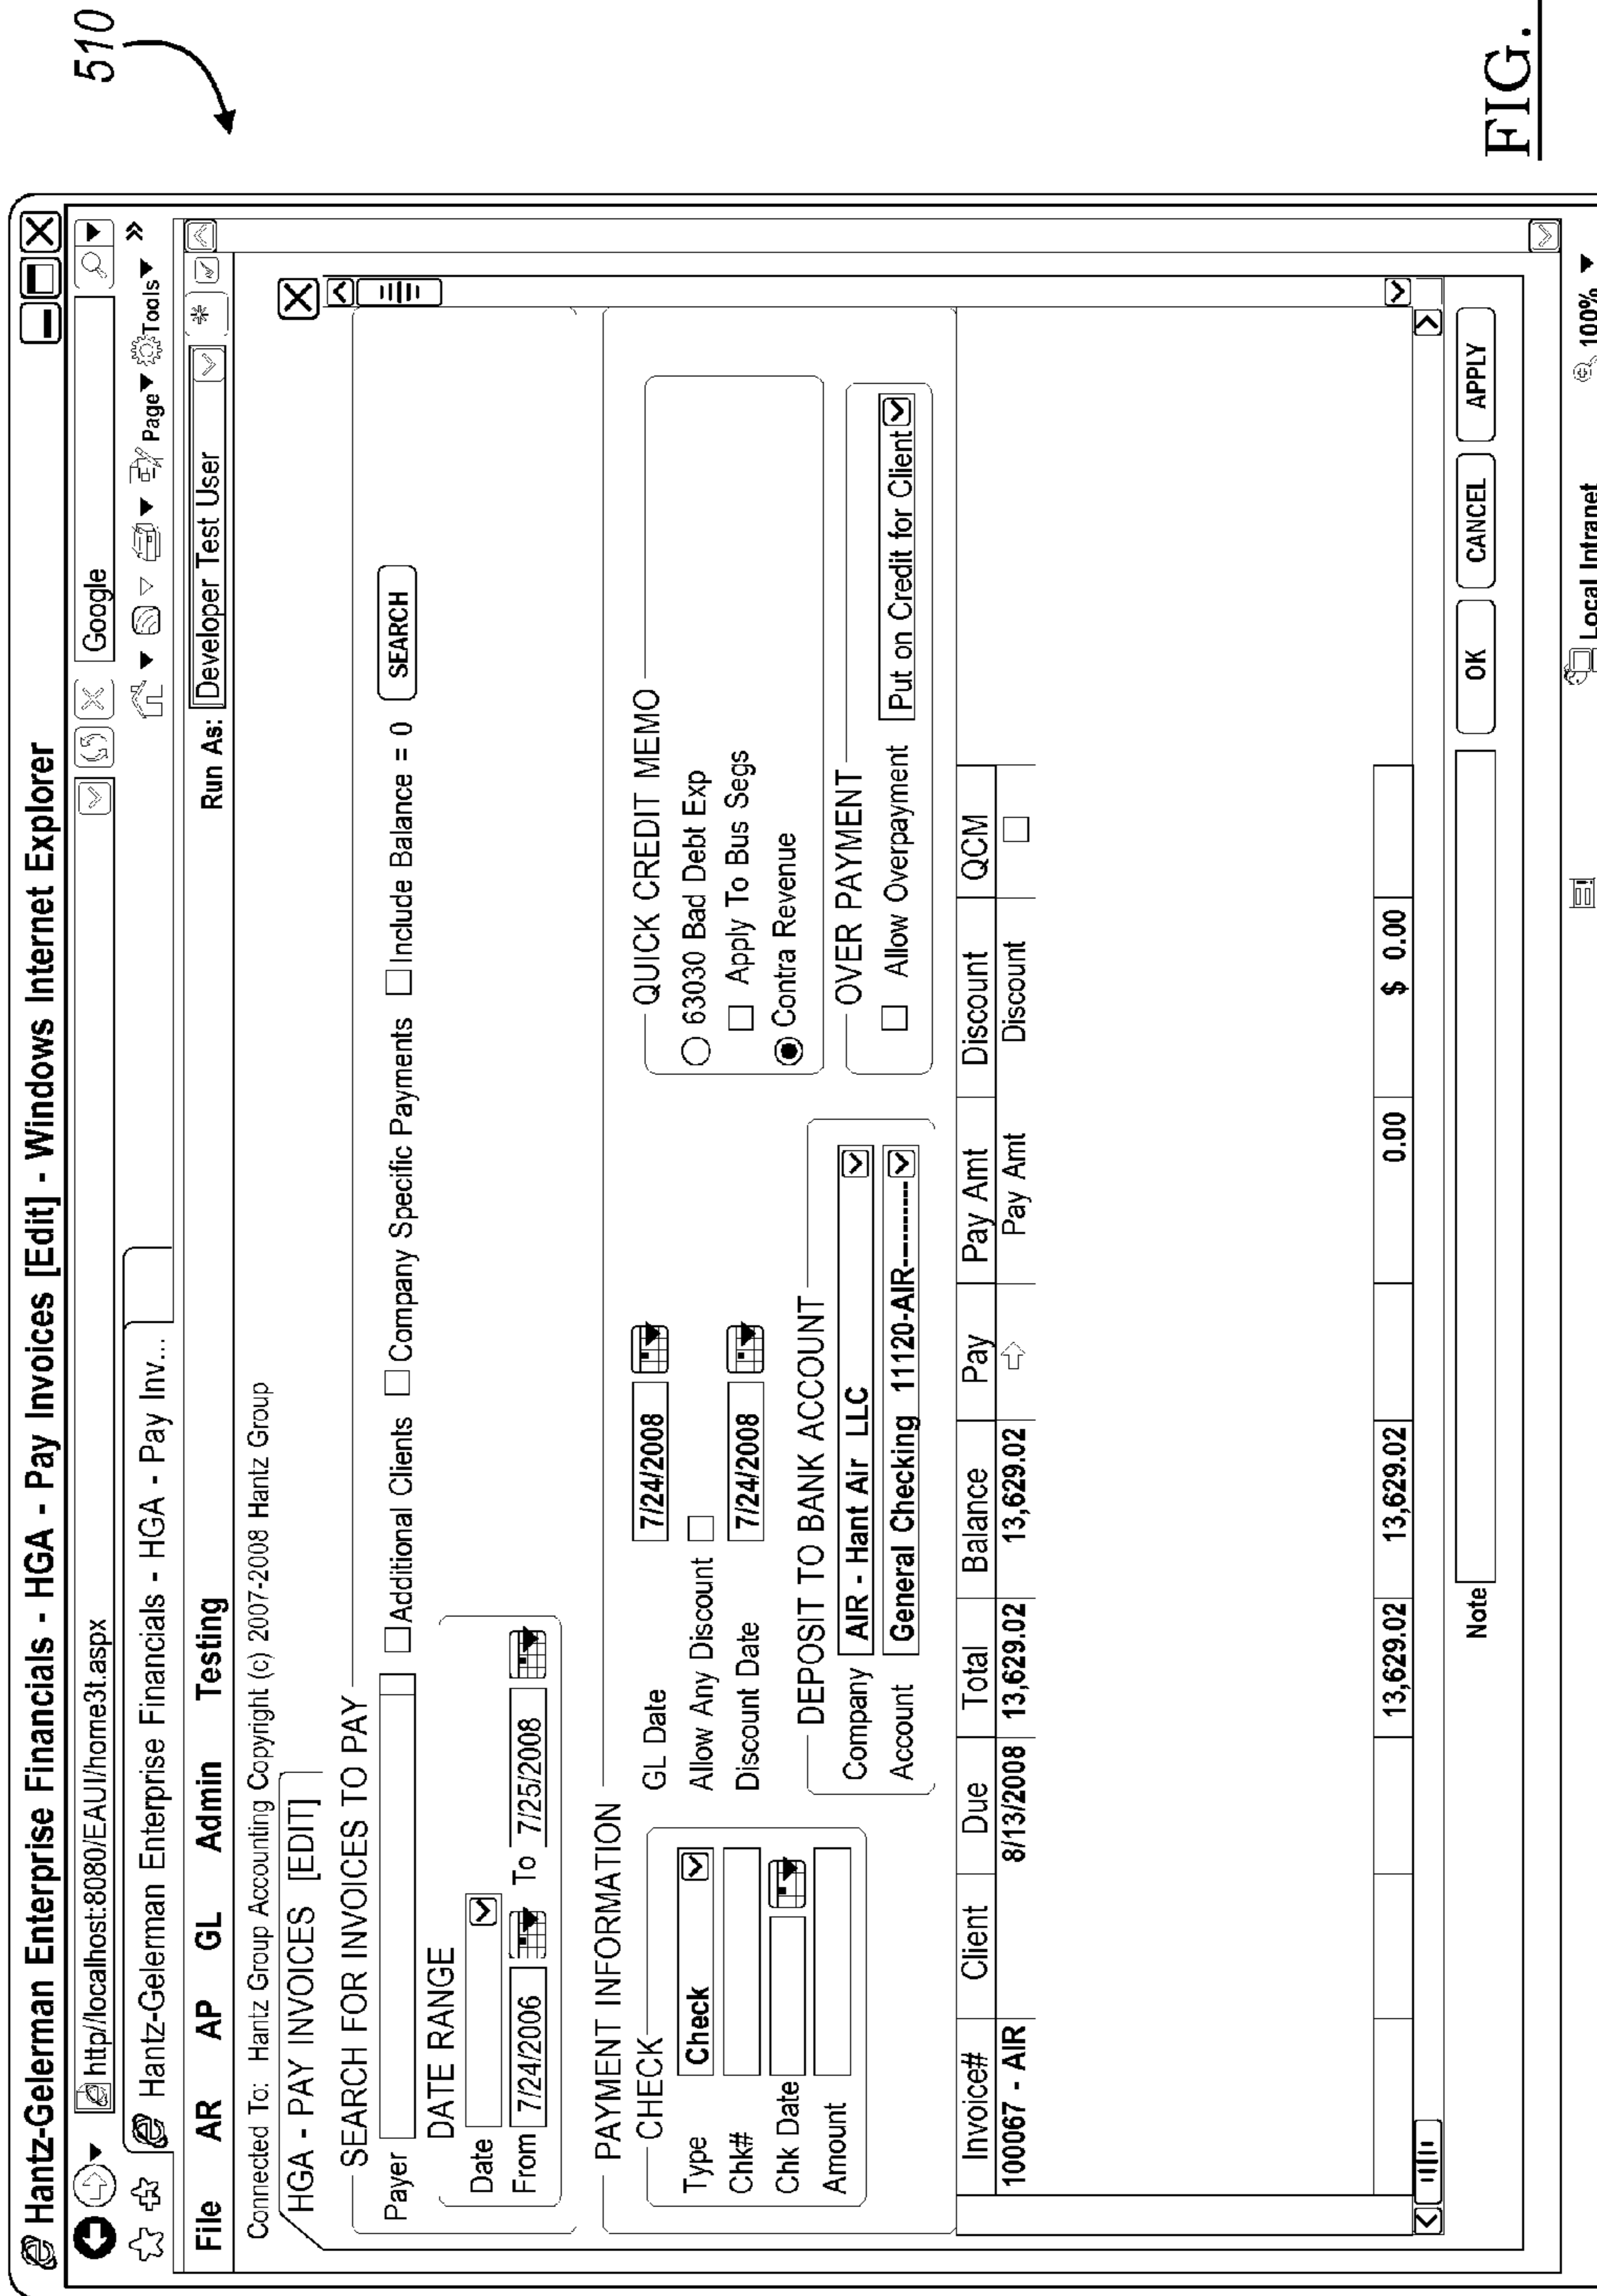 510
Hantz-Gelerman Enterprise Financials - HGA - Pay Invoices [Edit] - Windows Internet Explorer
http//localhost:8080/EAUI/home3t.aspx
Google
Hantz-Gelerman Enterprise Financials - HGA - Pay Inv...
Page Tools
File AR AP GL Admin Testing Run As: Developer Test User
Connected To: Hantz Group Accounting Copyright (c) 2007-2008 Hantz Group
HGA - PAY INVOICES [EDIT]
SEARCH FOR INVOICES TO PAY
Payer Additional Clients Company Specific Payments Include Balance = 0 SEARCH
DATE RANGE
Date
From 7/24/2006 To 7/25/2008
PAYMENT INFORMATION
CHECK
Type Check
Chk#
Chk Date
Amount
GL Date 7/24/2008
Allow Any Discount
Discount Date 7/24/2008
DEPOSIT TO BANK ACCOUNT
Company AIR - Hant Air LLC
Account General Checking 11120-AIR----------
QUICK CREDIT MEMO
63030 Bad Debt Exp
Apply To Bus Segs
Contra Revenue
OVER PAYMENT
Allow Overpayment Put on Credit for Client
Invoice# Client Due Total Balance Pay Pay Amt Discount QCM
100067 - AIR 8/13/2008 13,629.02 13,629.02 Pay Amt Discount
13,629.02 13,629.02 0.00 $ 0.00
Note OK CANCEL APPLY
Local Intranet 100%
FIG.